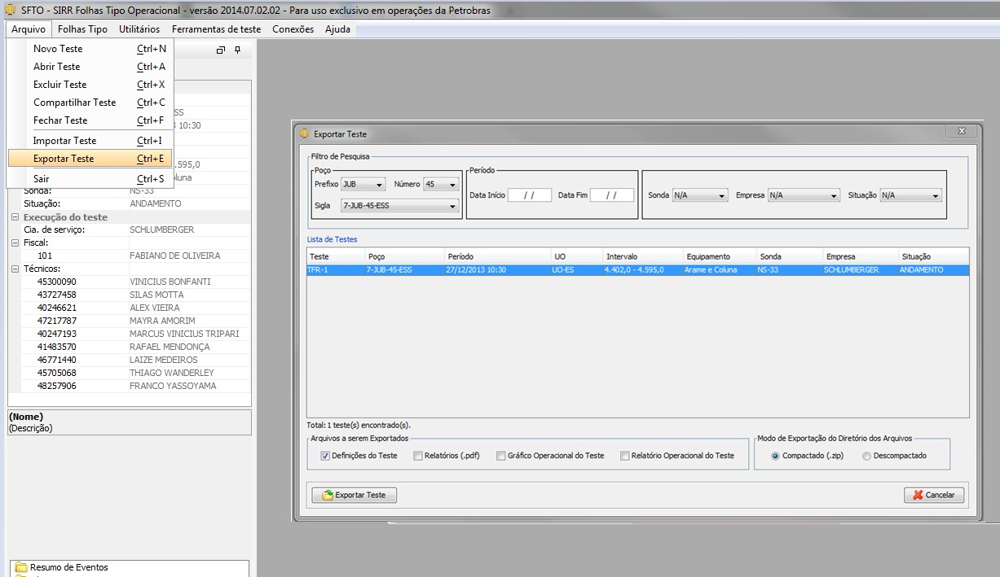 SFTO - SIRR Folhas Tipo Operacional - versão 2014.07.02.02 - Para uso exclusivo em operações da Petrobras
Arquivo Folhas Tipo Utilitários Ferramentas de teste Conexões Ajuda
Novo Teste Ctrl+N
Abrir Teste Ctrl+A
Excluir Teste Ctrl+X
Compartilhar Teste Ctrl+C
Fechar Teste Ctrl+F
Importar Teste Ctrl+I
Exportar Teste Ctrl+E
Sair Ctrl+S
ESS
10:30
4.595,0
Coluna
Sonda: NS-33
Situação: ANDAMENTO
Execução do teste
Cia. de serviço: SCHLUMBERGER
Fiscal:
101 FABIANO DE OLIVEIRA
Técnicos:
45300090 VINICIUS BONFANTI
43727458 SILAS MOTTA
40246621 ALEX VIEIRA
47217787 MAYRA AMORIM
40247193 MARCUS VINICIUS TRIPARI
41483570 RAFAEL MENDONÇA
46771440 LAIZE MEDEIROS
45705068 THIAGO WANDERLEY
48257906 FRANCO YASSOYAMA
(Nome)
(Descrição)
Resumo de Eventos
Exportar Teste
Filtro de Pesquisa
Poço
Prefixo JUB Número 45
Sigla 7-JUB-45-ESS
Período
Data Início / / Data Fim / /
Sonda N/A Empresa N/A Situação N/A
Lista de Testes
Teste Poço Período UO Intervalo Equipamento Sonda Empresa Situação
TFR-1 7-JUB-45-ESS 27/12/2013 10:30 UO-ES 4.402,0 - 4.595,0 Arame e Coluna NS-33 SCHLUMBERGER ANDAMENTO
Total: 1 teste(s) encontrado(s).
Arquivos a serem Exportados
Definições do Teste Relatórios (.pdf) Gráfico Operacional do Teste Relatório Operacional do Teste
Modo de Exportação do Diretório dos Arquivos
Compactado (.zip) Descompactado
Exportar Teste Cancelar